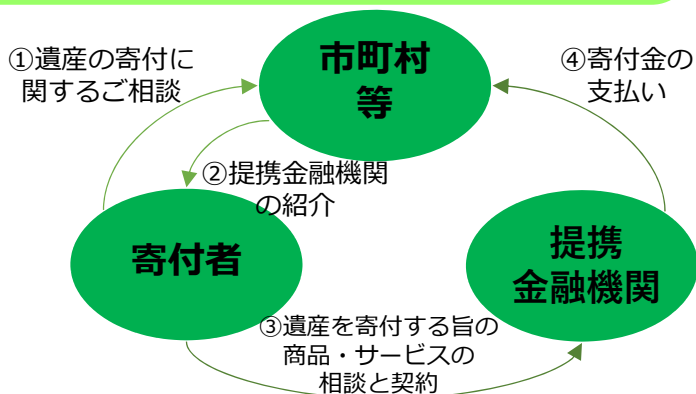 ①遺産の寄付に
関するご相談
市町村
等
④寄付金の
支払い
②提携金融機関
の紹介
寄付者
提携
金融機関
③遺産を寄付する旨の
商品・サービスの
相談と契約